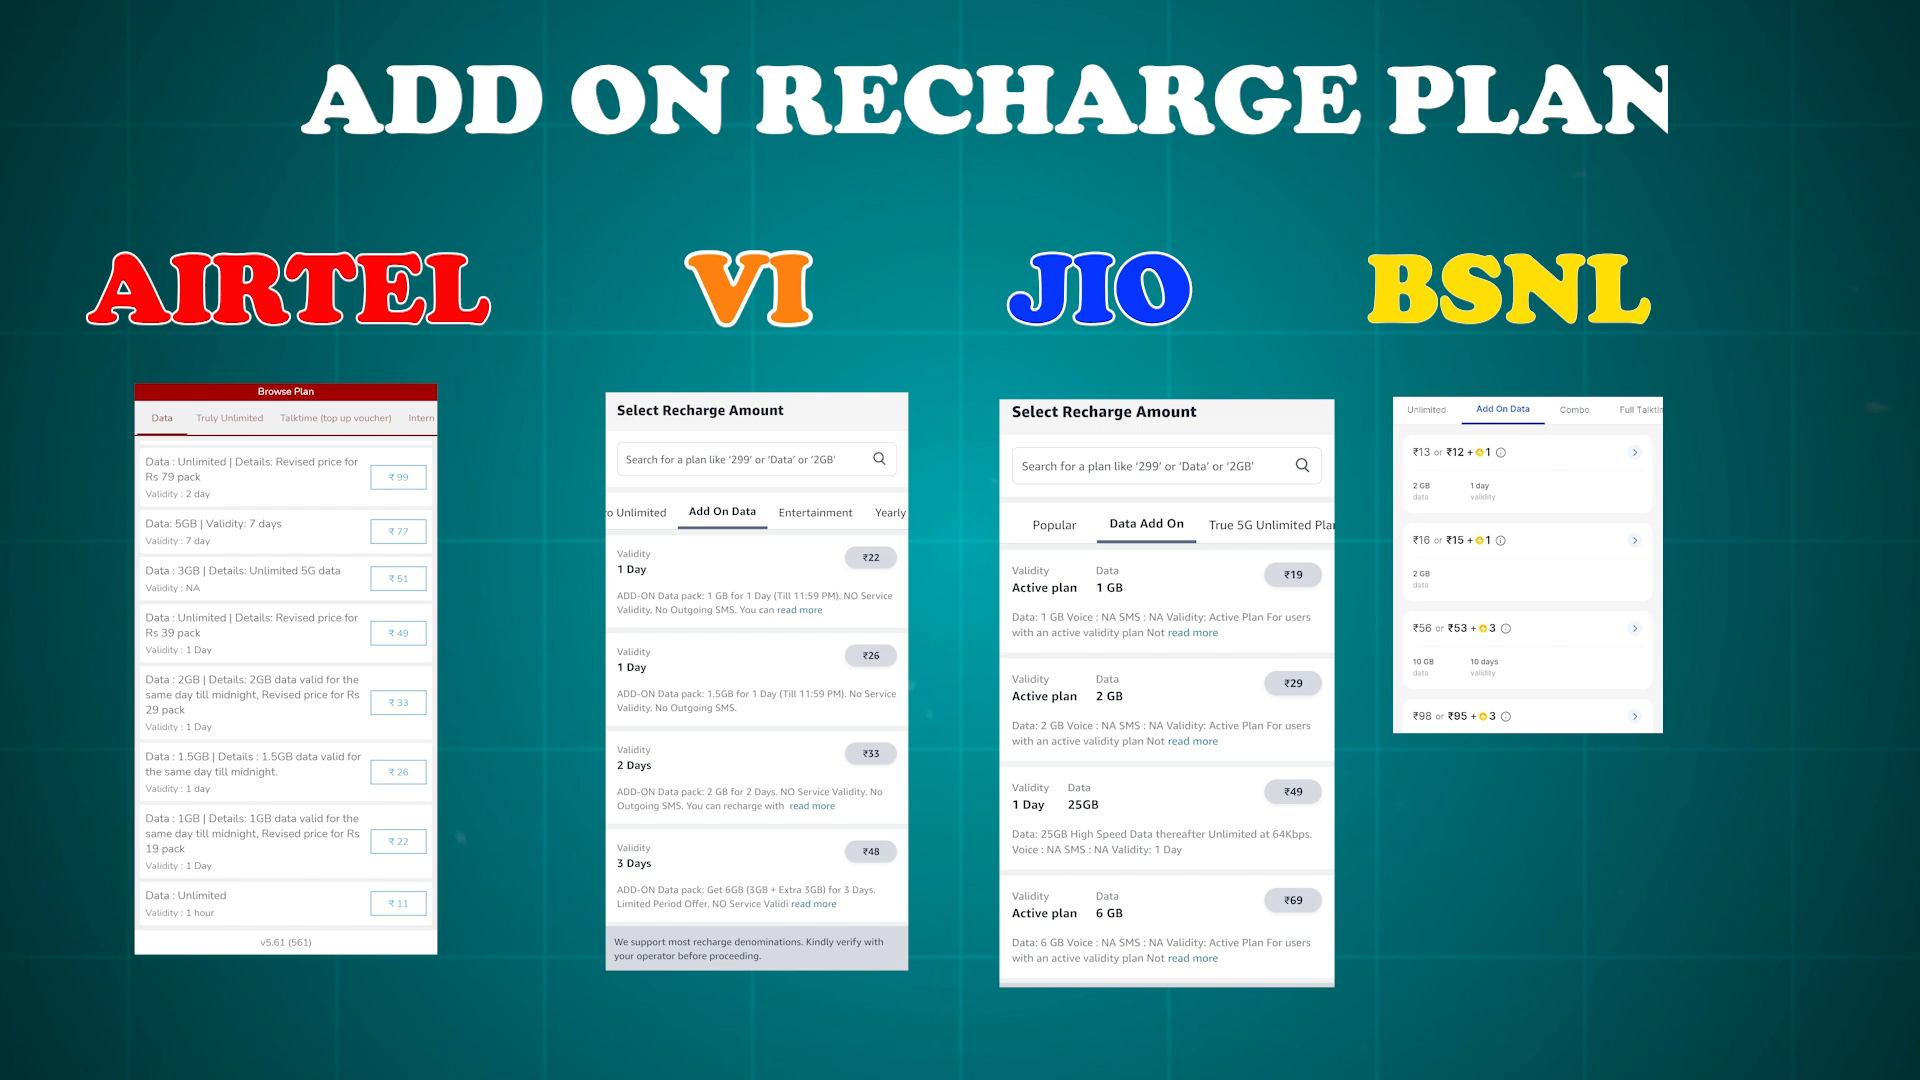 ADD ON RECHARGE PLAN
AIRTEL
VI
JIO
BSNL
Browse Plan
Data Truly Unlimited Talktime (top up voucher) Intern
Data : Unlimited | Details: Revised price for
Rs 79 pack
Validity : 2 day
₹ 99
Data: 5GB | Validity: 7 days
Validity : 7 day
₹ 77
Data : 3GB | Details: Unlimited 5G data
Validity : NA
₹ 51
Data : Unlimited | Details: Revised price for
Rs 39 pack
Validity : 1 Day
₹ 49
Data : 2GB | Details: 2GB data valid for the
same day till midnight, Revised price for Rs
29 pack
Validity : 1 Day
₹ 33
Data : 1.5GB | Details : 1.5GB data valid for
the same day till midnight.
Validity : 1 day
₹ 26
Data : 1GB | Details: 1GB data valid for the
same day till midnight, Revised price for Rs
19 pack
Validity : 1 Day
₹ 22
Data : Unlimited
Validity : 1 hour
₹ 11
v5.61 (561)
Select Recharge Amount
Search for a plan like '299' or 'Data' or '2GB'
o Unlimited Add On Data Entertainment Yearly
Validity
1 Day
₹22
ADD-ON Data pack: 1 GB for 1 Day (Till 11:59 PM). NO Service
Validity. No Outgoing SMS. You can read more
Validity
1 Day
₹26
ADD-ON Data pack: 1.5GB for 1 Day (Till 11:59 PM). No Service
Validity. No Outgoing SMS.
Validity
2 Days
₹33
ADD-ON Data pack: 2 GB for 2 Days. NO Service Validity. No
Outgoing SMS. You can recharge with read more
Validity
3 Days
₹48
ADD-ON Data pack: Get 6GB (3GB + Extra 3GB) for 3 Days.
Limited Period Offer. NO Service Validi read more
We support most recharge denominations. Kindly verify with
your operator before proceeding.
Select Recharge Amount
Search for a plan like '299' or 'Data' or '2GB'
Popular Data Add On True 5G Unlimited Plan
Validity Data
Active plan 1 GB
₹19
Data: 1 GB Voice : NA SMS : NA Validity: Active Plan For users
with an active validity plan Not read more
Validity Data
Active plan 2 GB
₹29
Data: 2 GB Voice : NA SMS : NA Validity: Active Plan For users
with an active validity plan Not read more
Validity Data
1 Day 25GB
₹49
Data: 25GB High Speed Data thereafter Unlimited at 64Kbps.
Voice : NA SMS : NA Validity: 1 Day
Validity Data
Active plan 6 GB
₹69
Data: 6 GB Voice : NA SMS : NA Validity: Active Plan For users
with an active validity plan Not read more
Unlimited Add On Data Combo Full Talktim
₹13 or ₹12 + 1
2 GB 1 day
data validity
₹16 or ₹15 + 1
2 GB
data
₹56 or ₹53 + 3
10 GB 10 days
data validity
₹98 or ₹95 + 3